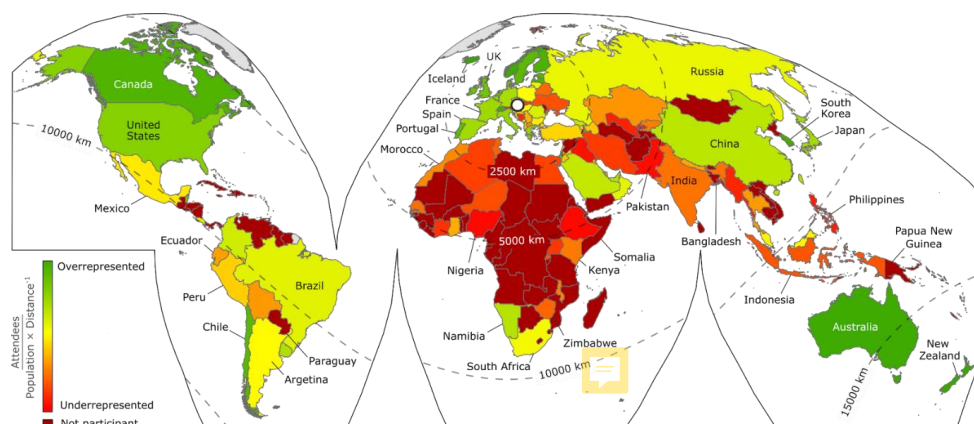 Canada
United
States
10000 km
Mexico
Ecuador
Peru
Brazil
Chile
Paraguay
Argetina
Iceland
UK
France
Spain
Portugal
Morocco
2500 km
5000 km
Nigeria
Namibia
South Africa
Zimbabwe
Kenya
Somalia
10000 km
Russia
China
South
Korea
Japan
India
Pakistan
Bangladesh
Philippines
Papua New
Guinea
Indonesia
Australia
New
Zealand
15000 km
Attendees
Population × Distance⁻¹
Overrepresented
Underrepresented
Not participant